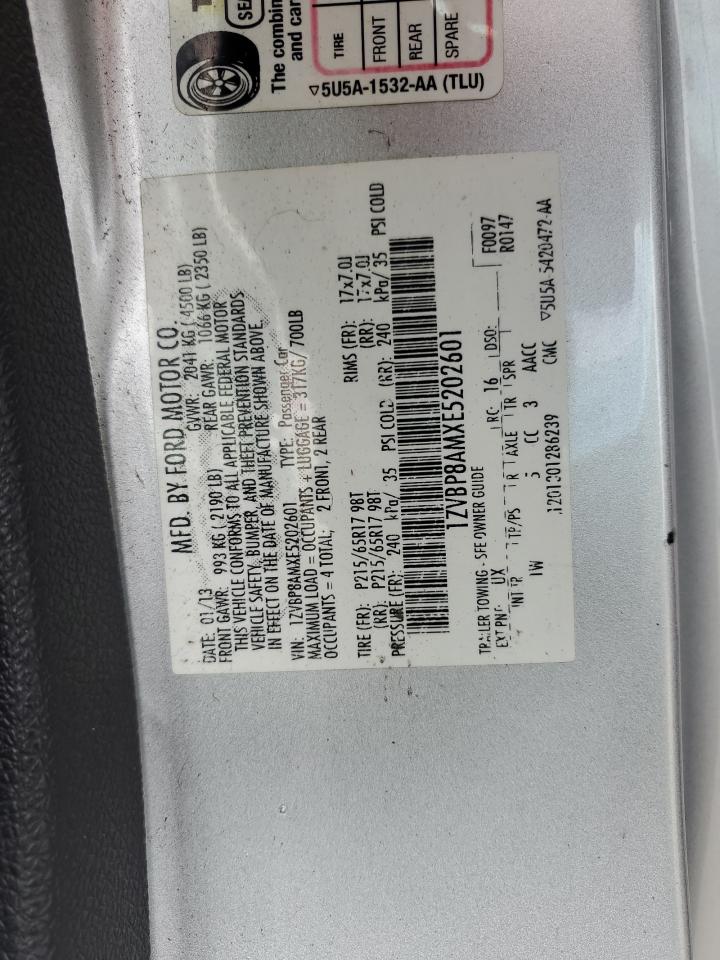 SE
The combin
and car
TIRE
FRONT
REAR
SPARE
▽5U5A-1532-AA (TLU)
MFD. BY FORD MOTOR CO.
DATE: 01/13 GVWR: 2041 KG ( 4500 LB)
FRONT GAWR: 993 KG ( 2190 LB) REAR GAWR: 1066 KG ( 2350 LB)
THIS VEHICLE CONFORMS TO ALL APPLICABLE FEDERAL MOTOR
VEHICLE SAFETY, BUMPER, AND THEFT PREVENTION STANDARDS
IN EFFECT ON THE DATE OF MANUFACTURE SHOWN ABOVE.
VIN: 1ZVBP8AMXE5202601 TYPE: Passenger Car
MAXIMUM LOAD = OCCUPANTS + LUGGAGE = 317KG/ 700LB
OCCUPANTS = 4 TOTAL: 2 FRONT, 2 REAR
TIRE (FR): P215/65R17 98T RIMS (FR): 17x7.0J
(RR): P215/65R17 98T (RR): 17x7.0J
PRESSURE (FR): 240 kPa/ 35 PSI COLD (RR): 240 kPa/ 35 PSI COLD
1ZVBP8AMXE5202601
TRAILER TOWING - SEE OWNER GUIDE F0097
R0147
EXT PNT: UX RC: 16 DSO:
INT TR TP/PS R AXLE TR SPR
IW 5 CC 3 AACC
1201301286239 CMC
▽5U5A-5420472-AA